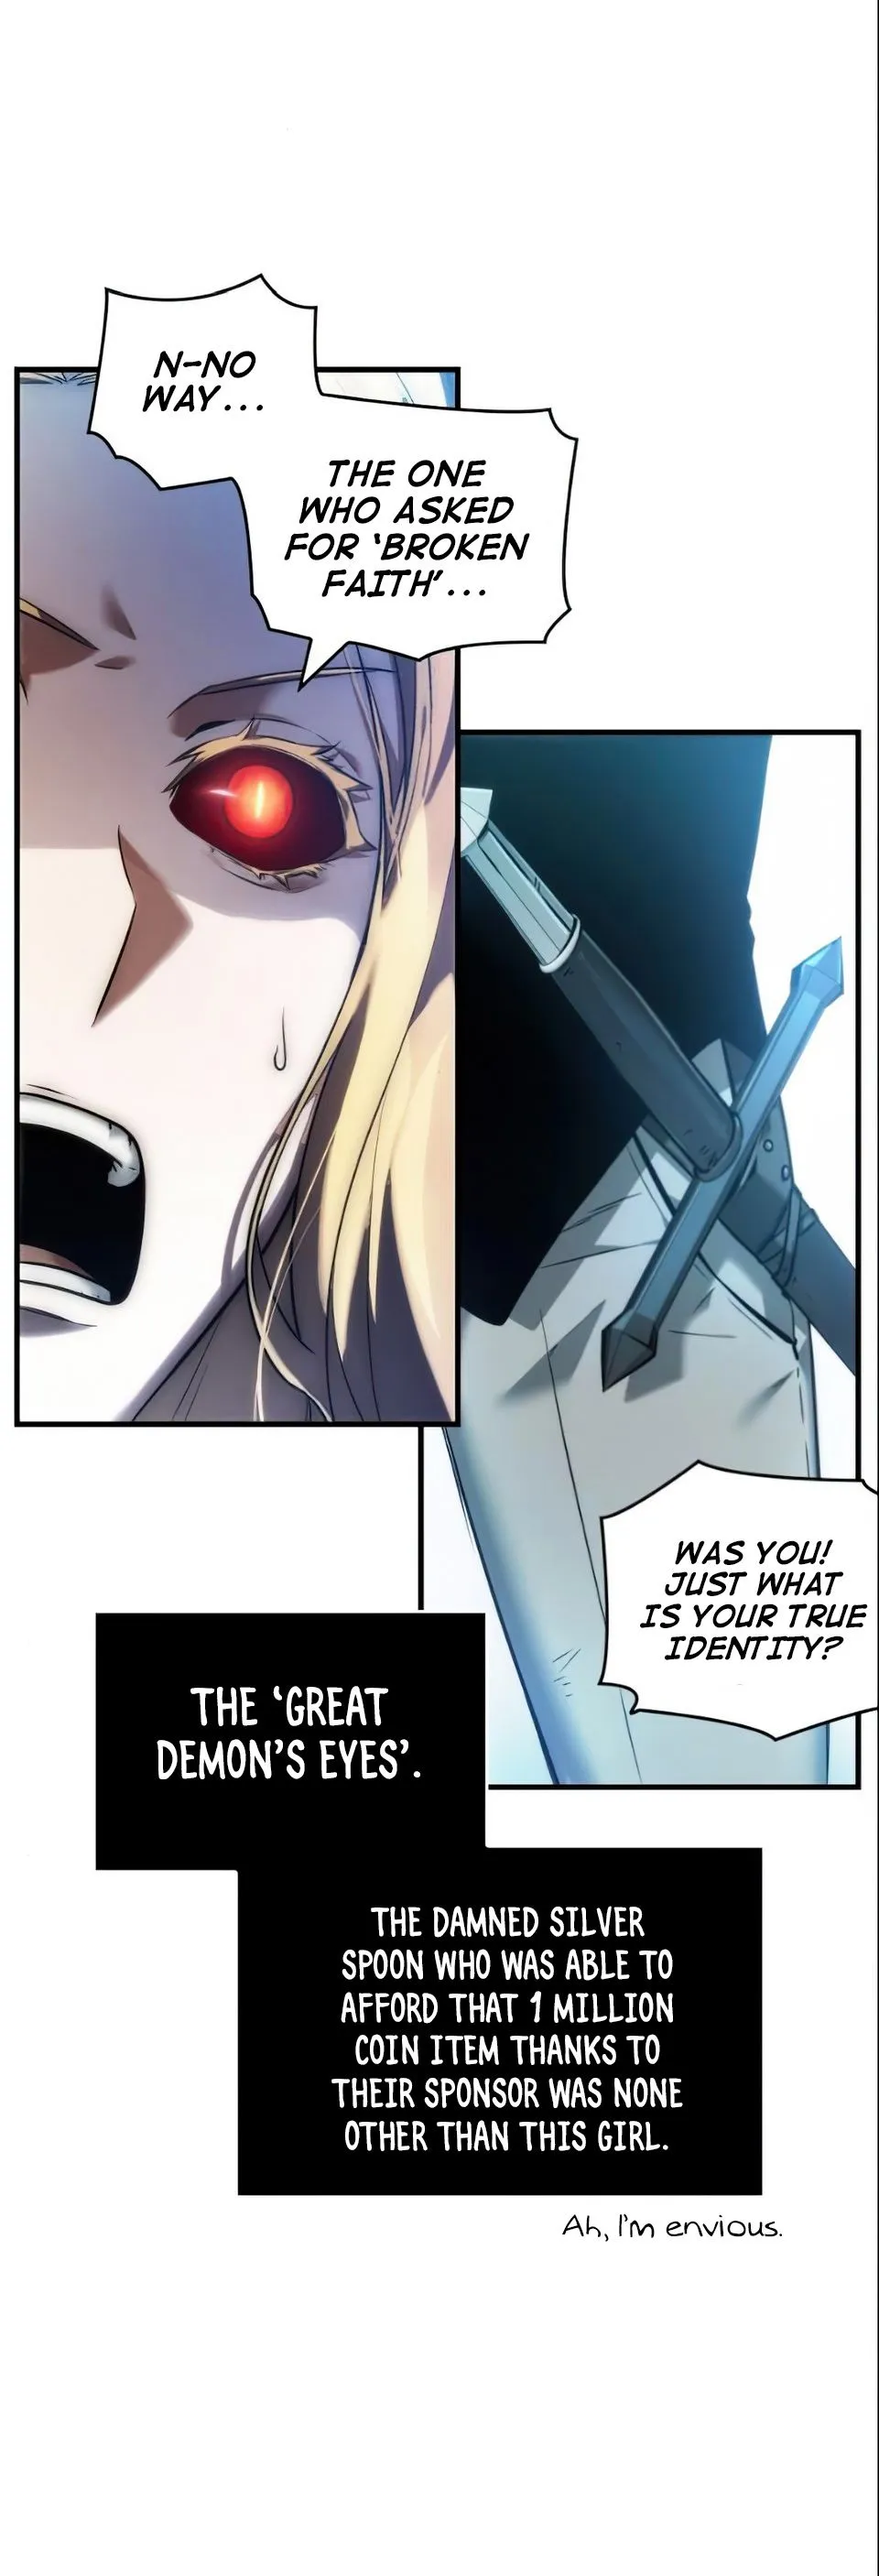 N-NO
WAY...
THE ONE
WHO ASKED
FOR 'BROKEN
FAITH'...
WAS YOU!
JUST WHAT
IS YOUR TRUE
IDENTITY?
THE 'GREAT
DEMON'S EYES'.
THE DAMNED SILVER
SPOON WHO WAS ABLE TO
AFFORD THAT 1 MILLION
COIN ITEM THANKS TO
THEIR SPONSOR WAS NONE
OTHER THAN THIS GIRL.
Ah, I'm envious.